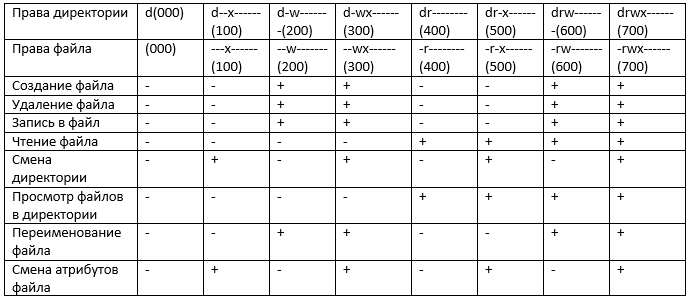 Права директории d(000) d--x------ (100) d-w------ -(200) d-wx----- (300) dr------- (400) dr-x----- (500) drw------ -(600) drwx----- (700)
Права файла (000) ---x------ (100) --w------- (200) --wx------ (300) -r-------- (400) -r-x------ (500) -rw------- (600) -rwx------ (700)
Создание файла - - + + - - + +
Удаление файла - - + + - - + +
Запись в файл - - + + - - + +
Чтение файла - - - - + + + +
Смена директории - + - + - + - +
Просмотр файлов в директории - - - - + + + +
Переименование файла - - + + - - + +
Смена атрибутов файла - + - + - + - +